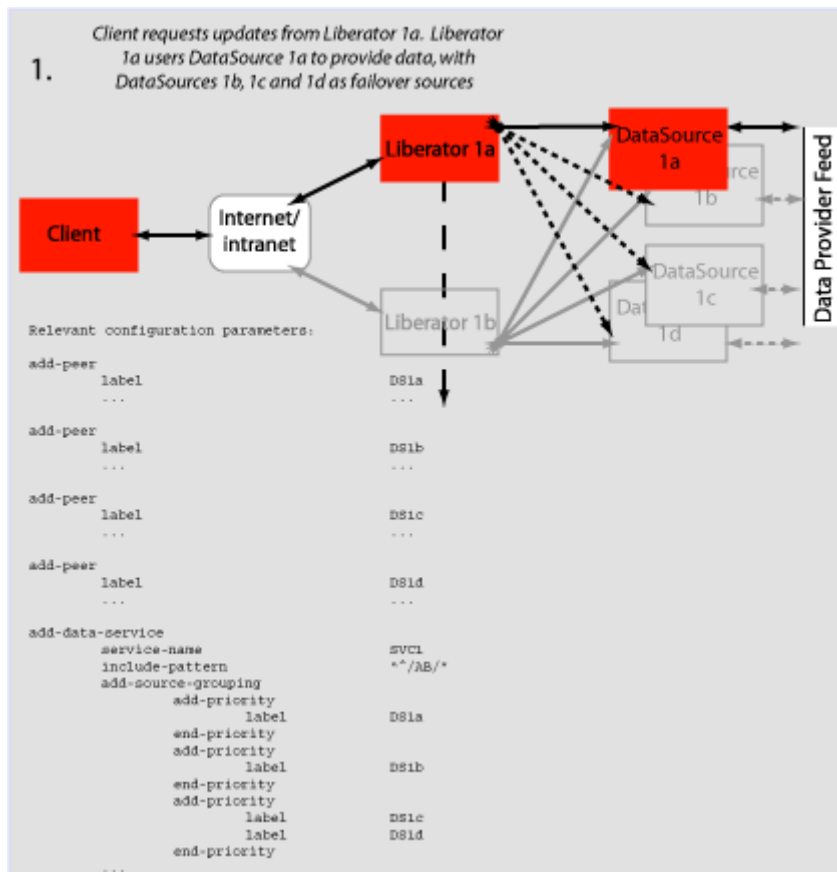 Client requests updates from Liberator 1a. Liberator
1a users DataSource 1a to provide data, with
DataSources 1b, 1c and 1d as failover sources
1.
Liberator 1a
DataSource
1a
1b
Client
Internet/
intranet
Data Provider Feed
DataSource
1c
Liberator 1b
1d
Relevant configuration parameters:
add-peer
label DS1a
... ...
add-peer
label DS1b
... ...
add-peer
label DS1c
... ...
add-peer
label DS1d
... ...
add-data-service
service-name SVC1
include-pattern "^/AB/"
add-source-grouping
add-priority
label DS1a
end-priority
add-priority
label DS1b
end-priority
add-priority
label DS1c
label DS1d
end-priority
...